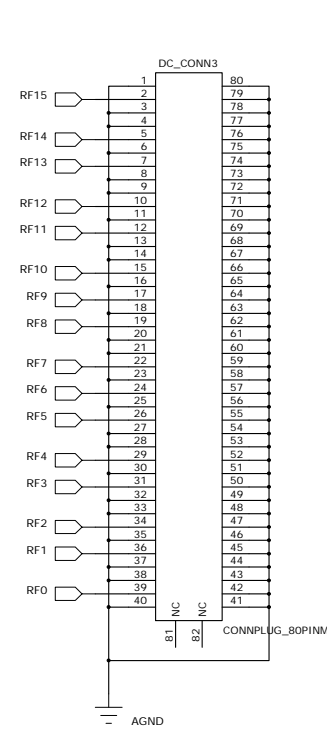 DC_CONN3
1 80
RF15 2 79
3 78
4 77
RF14 5 76
6 75
RF13 7 74
8 73
9 72
RF12 10 71
11 70
RF11 12 69
13 68
14 67
RF10 15 66
16 65
RF9 17 64
18 63
RF8 19 62
20 61
21 60
RF7 22 59
23 58
RF6 24 57
25 56
RF5 26 55
27 54
28 53
RF4 29 52
30 51
RF3 31 50
32 49
33 48
RF2 34 47
35 46
RF1 36 45
37 44
38 43
RF0 39 42
40 41
NC NC
81 82 CONNPLUG_80PINM
AGND